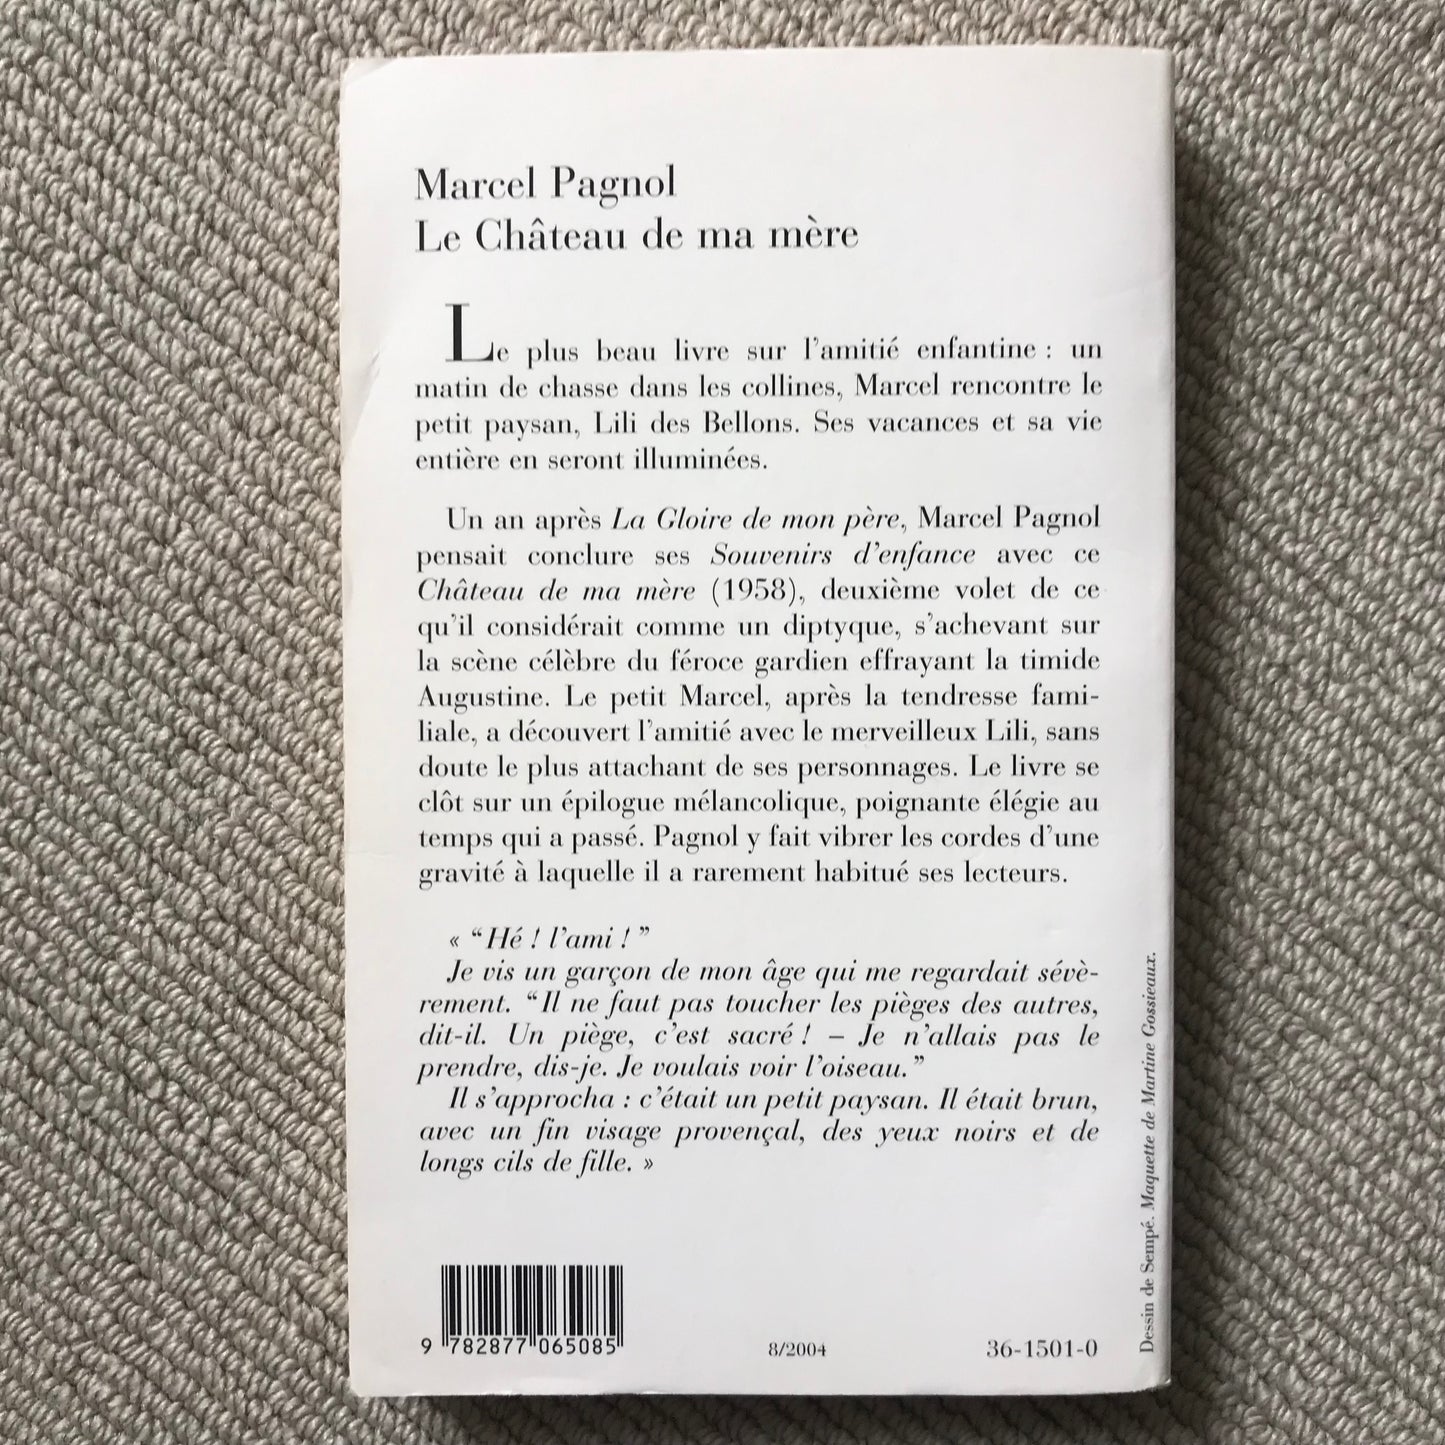 Marcel Pagnol
Le Château de ma mère
Le plus beau livre sur l'amitié enfantine : un
matin de chasse dans les collines, Marcel rencontre le
petit paysan, Lili des Bellons. Ses vacances et sa vie
entière en seront illuminées.
Un an après La Gloire de mon père, Marcel Pagnol
pensait conclure ses Souvenirs d'enfance avec ce
Château de ma mère (1958), deuxième volet de ce
qu'il considérait comme un diptyque, s'achevant sur
la scène célèbre du féroce gardien effrayant la timide
Augustine. Le petit Marcel, après la tendresse fami-
liale, a découvert l'amitié avec le merveilleux Lili, sans
doute le plus attachant de ses personnages. Le livre se
clôt sur un épilogue mélancolique, poignante élégie au
temps qui a passé. Pagnol y fait vibrer les cordes d'une
gravité à laquelle il a rarement habitué ses lecteurs.
« “Hé ! l'ami ! ”
Je vis un garçon de mon âge qui me regardait sévè-
rement. “Il ne faut pas toucher les pièges des autres,
dit-il. Un piège, c'est sacré ! – Je n'allais pas le
prendre, dis-je. Je voulais voir l'oiseau.”
Il s'approcha : c'était un petit paysan. Il était brun,
avec un fin visage provençal, des yeux noirs et de
longs cils de fille. »
Dessin de Sempé. Maquette de Martine Gossieaux.
9 782877 065085
8/2004
36-1501-0